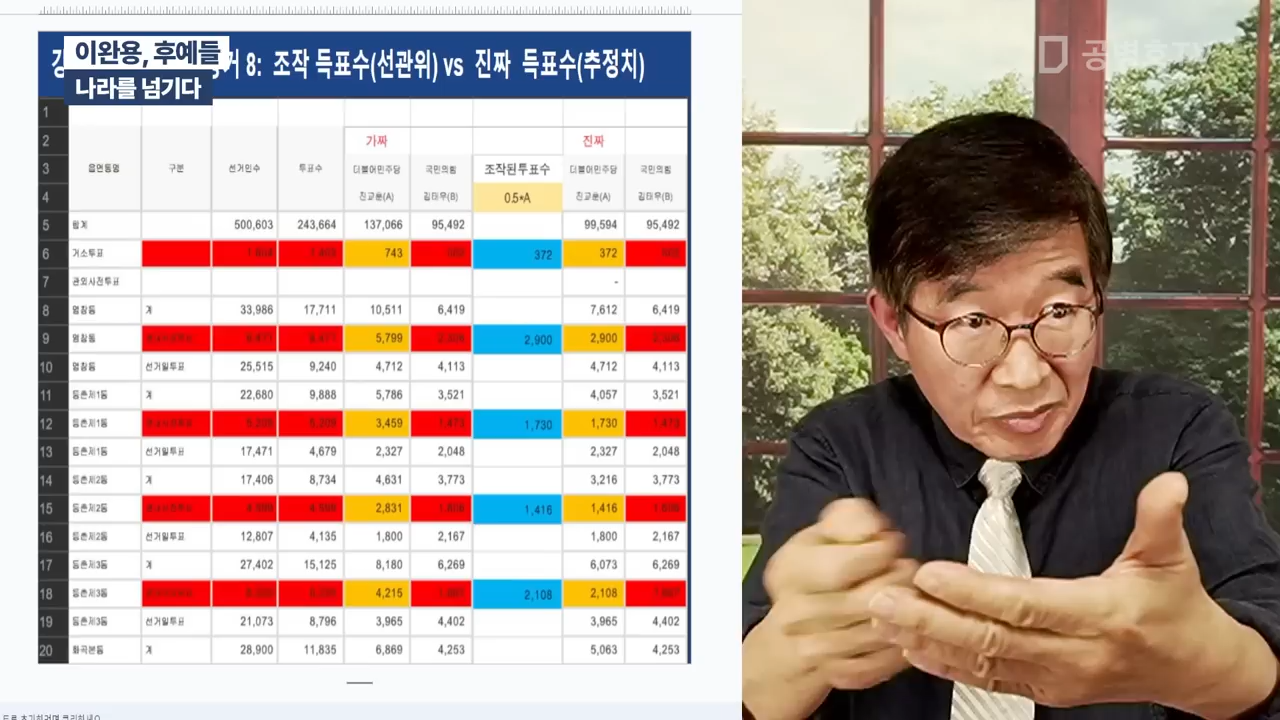 이완용, 후예들
나라를 넘기다
8: 조작 득표수(선관위) vs 진짜 득표수(추정치)
공병호TV
1
2 가짜 진짜
3 읍면동명 구분 선거인수 투표수 더불어민주당 국민의힘 조작된투표수 더불어민주당 국민의힘
4 진교훈(A) 김태우(B) 0.5*A 진교훈(A) 김태우(B)
5 합계 500,603 243,664 137,066 95,492 99,594 95,492
6 거소투표 743 372 372
7 관외사전투표 -
8 염창동 계 33,986 17,711 10,511 6,419 7,612 6,419
9 염창동 5,799 2,900 2,900
10 염창동 선거일투표 25,515 9,240 4,712 4,113 4,712 4,113
11 등촌제1동 계 22,680 9,888 5,786 3,521 4,057 3,521
12 등촌제1동 3,459 1,473 1,730 1,730 1,473
13 등촌제1동 선거일투표 17,471 4,679 2,327 2,048 2,327 2,048
14 등촌제2동 계 17,406 8,734 4,631 3,773 3,216 3,773
15 등촌제2동 2,831 1,416 1,416
16 등촌제2동 선거일투표 12,807 4,135 1,800 2,167 1,800 2,167
17 등촌제3동 계 27,402 15,125 8,180 6,269 6,073 6,269
18 등촌제3동 4,215 2,108 2,108
19 등촌제3동 선거일투표 21,073 8,796 3,965 4,402 3,965 4,402
20 화곡본동 계 28,900 11,835 6,869 4,253 5,063 4,253